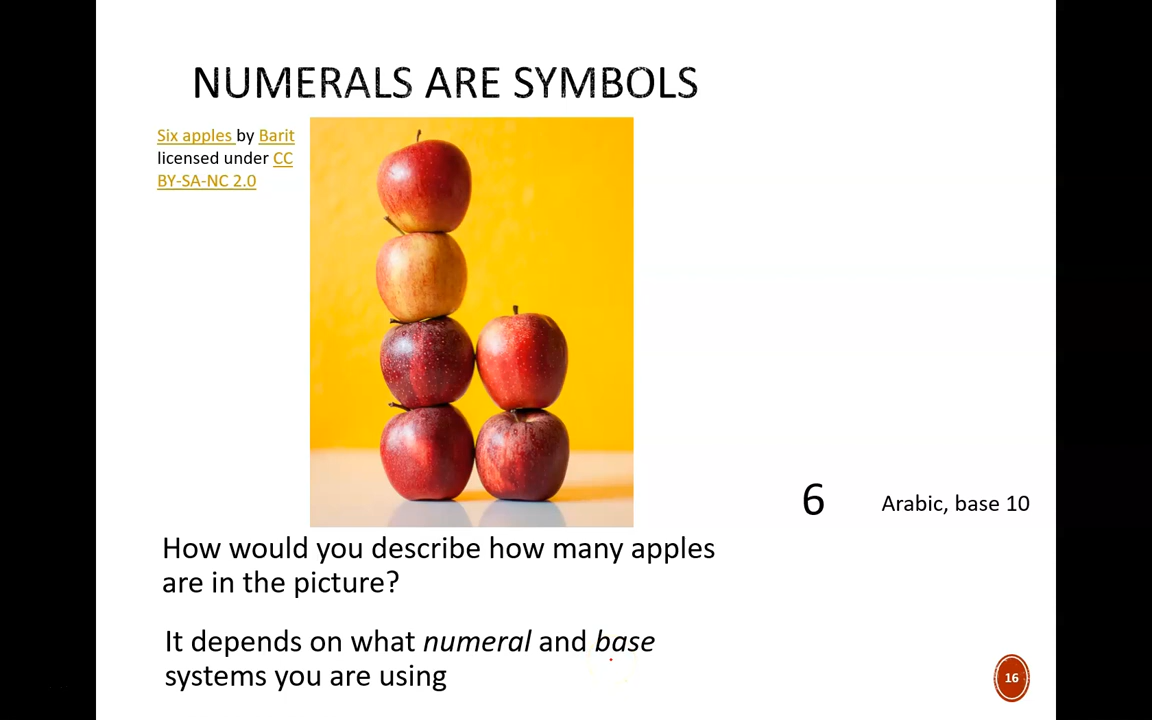 NUMERALS ARE SYMBOLS
Six apples by Barit
licensed under CC
BY-SA-NC 2.0
6 Arabic, base 10
How would you describe how many apples
are in the picture?
It depends on what numeral and base
systems you are using
16